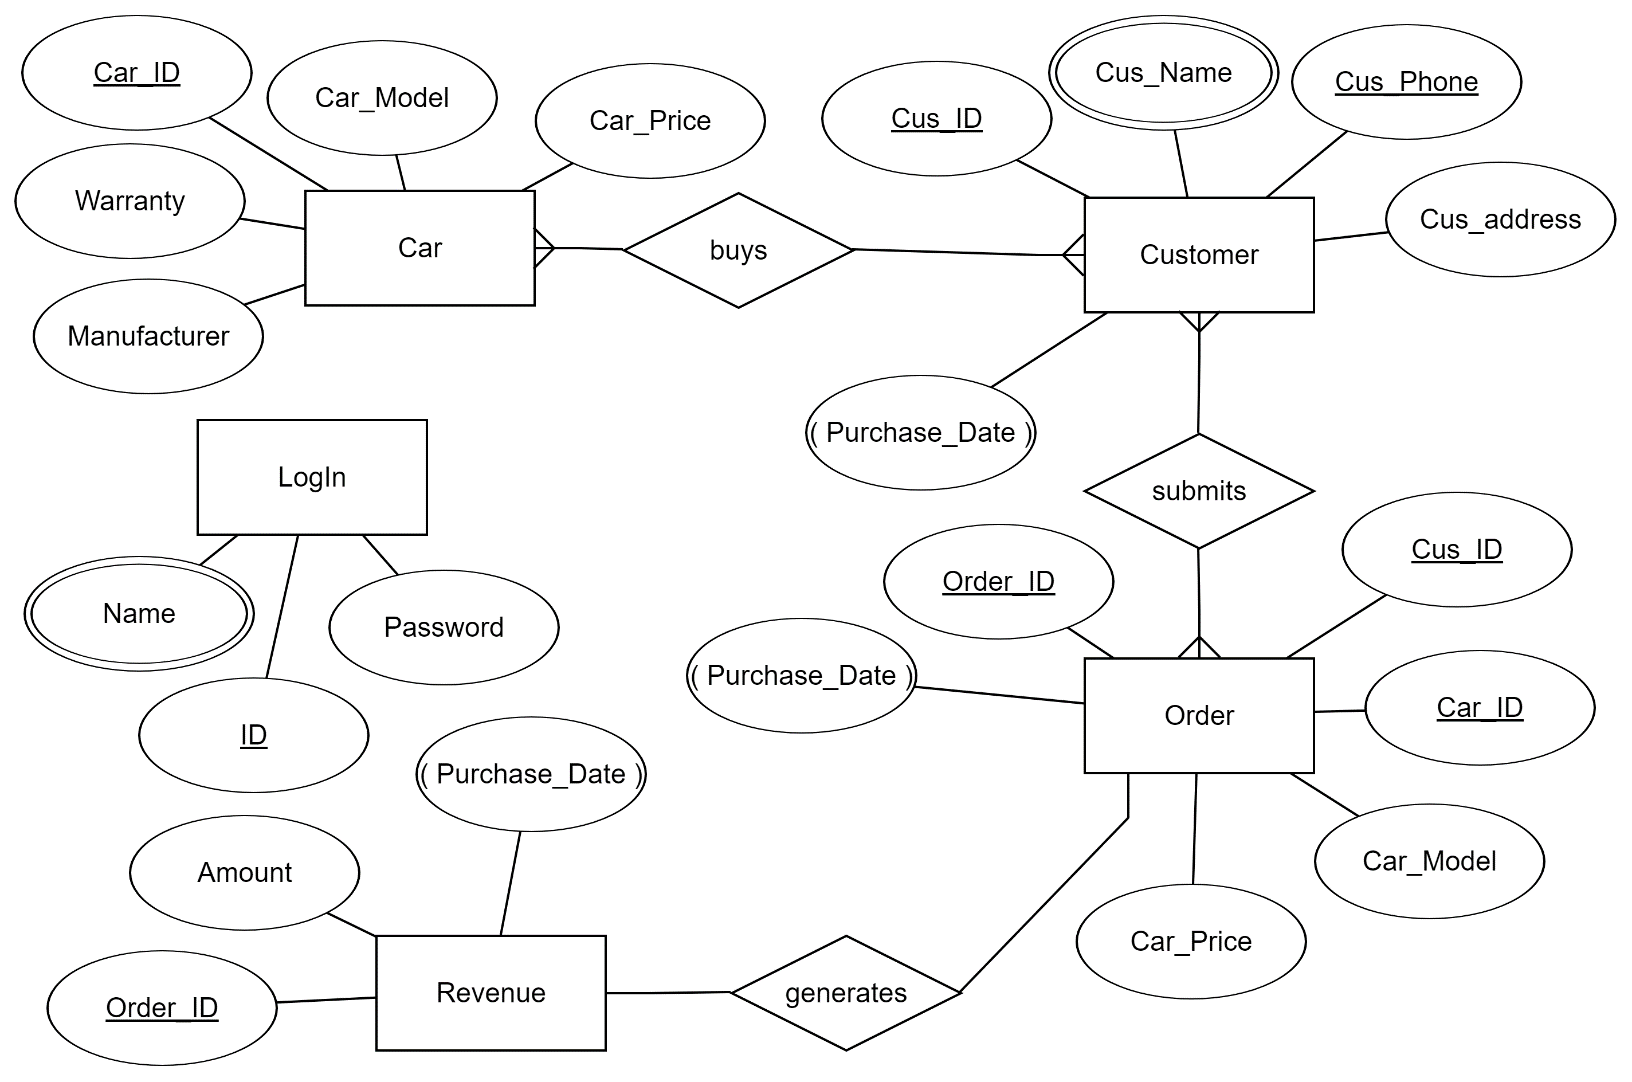 Car_ID
Car_Model
Car_Price
Warranty
Manufacturer
Car
buys
Cus_ID
Cus_Name
Cus_Phone
Cus_address
Customer
( Purchase_Date )
submits
LogIn
Name
ID
Password
Order_ID
Cus_ID
( Purchase_Date )
Order
Car_ID
Car_Model
Car_Price
( Purchase_Date )
Amount
Order_ID
Revenue
generates